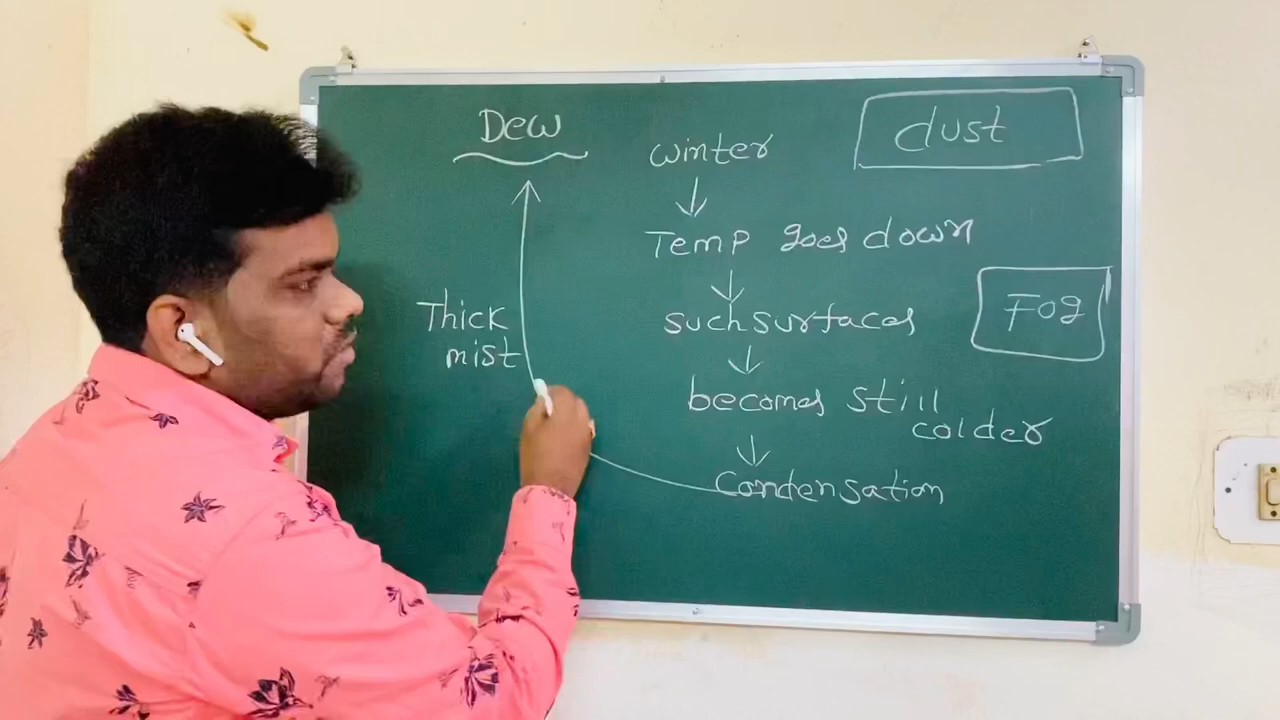 Dew
winter
dust
Temp goes down
such surfaces
Fog
Thick
mist
becomes still
colder
Condensation